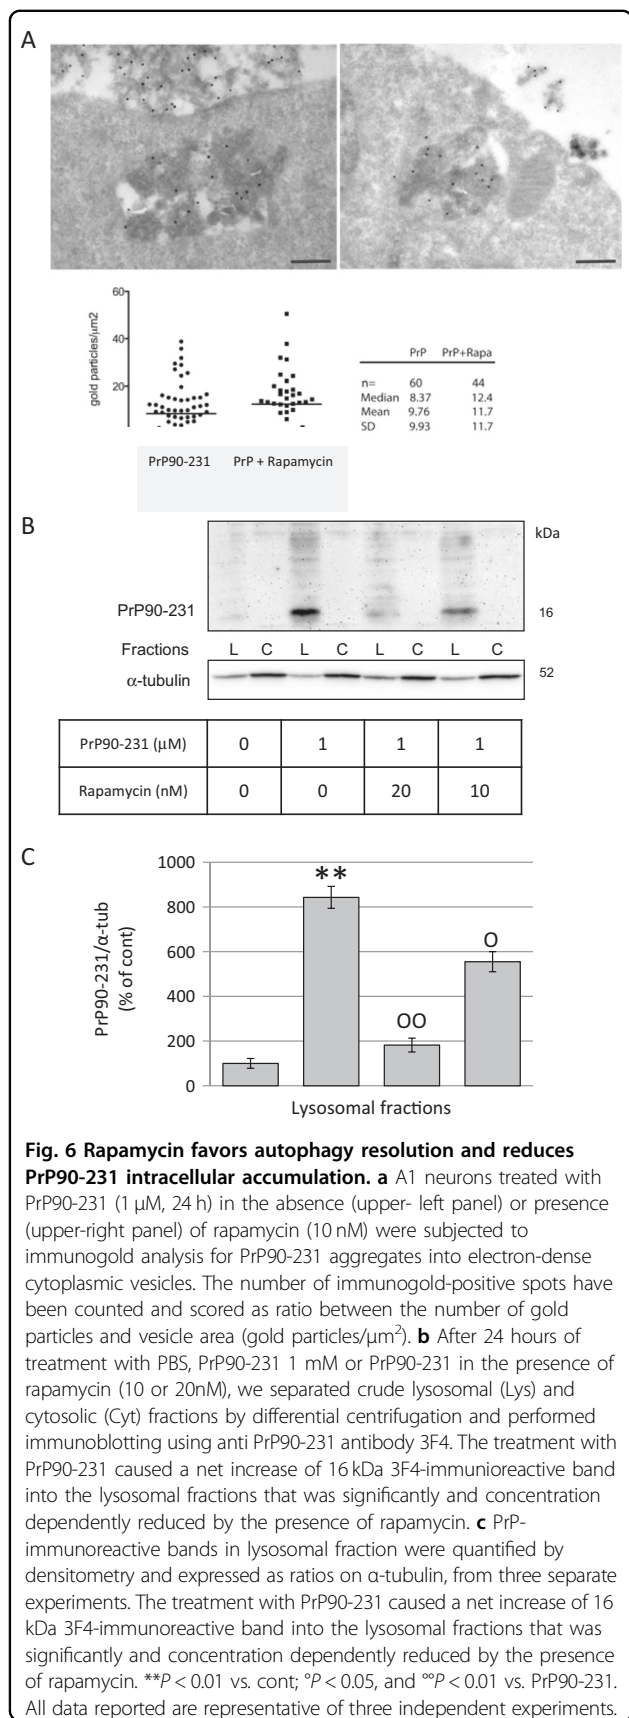 A
gold particles/μm2
60
40
20
PrP90-231 PrP + Rapamycin
PrP PrP+Rapa
n= 60 44
Median 8.37 12.4
Mean 9.76 11.7
SD 9.93 11.7
B
kDa
PrP90-231
16
Fractions L C L C L C L C
α-tubulin
52
PrP90-231 (μM) 0 1 1 1
Rapamycin (nM) 0 0 20 10
C
PrP90-231/α-tub
(% of cont)
1000
800
600
400
200
0
**
OO
O
Lysosomal fractions
Fig. 6 Rapamycin favors autophagy resolution and reduces
PrP90-231 intracellular accumulation. a A1 neurons treated with
PrP90-231 (1 μM, 24 h) in the absence (upper- left panel) or presence
(upper-right panel) of rapamycin (10 nM) were subjected to
immunogold analysis for PrP90-231 aggregates into electron-dense
cytoplasmic vesicles. The number of immunogold-positive spots have
been counted and scored as ratio between the number of gold
particles and vesicle area (gold particles/μm²). b After 24 hours of
treatment with PBS, PrP90-231 1 mM or PrP90-231 in the presence of
rapamycin (10 or 20nM), we separated crude lysosomal (Lys) and
cytosolic (Cyt) fractions by differential centrifugation and performed
immunoblotting using anti PrP90-231 antibody 3F4. The treatment with
PrP90-231 caused a net increase of 16 kDa 3F4-immunioreactive band
into the lysosomal fractions that was significantly and concentration
dependently reduced by the presence of rapamycin. c PrP-
immunoreactive bands in lysosomal fraction were quantified by
densitometry and expressed as ratios on α-tubulin, from three separate
experiments. The treatment with PrP90-231 caused a net increase of 16
kDa 3F4-immunoreactive band into the lysosomal fractions that was
significantly and concentration dependently reduced by the presence
of rapamycin. **P < 0.01 vs. cont; °P < 0.05, and °°P < 0.01 vs. PrP90-231.
All data reported are representative of three independent experiments.